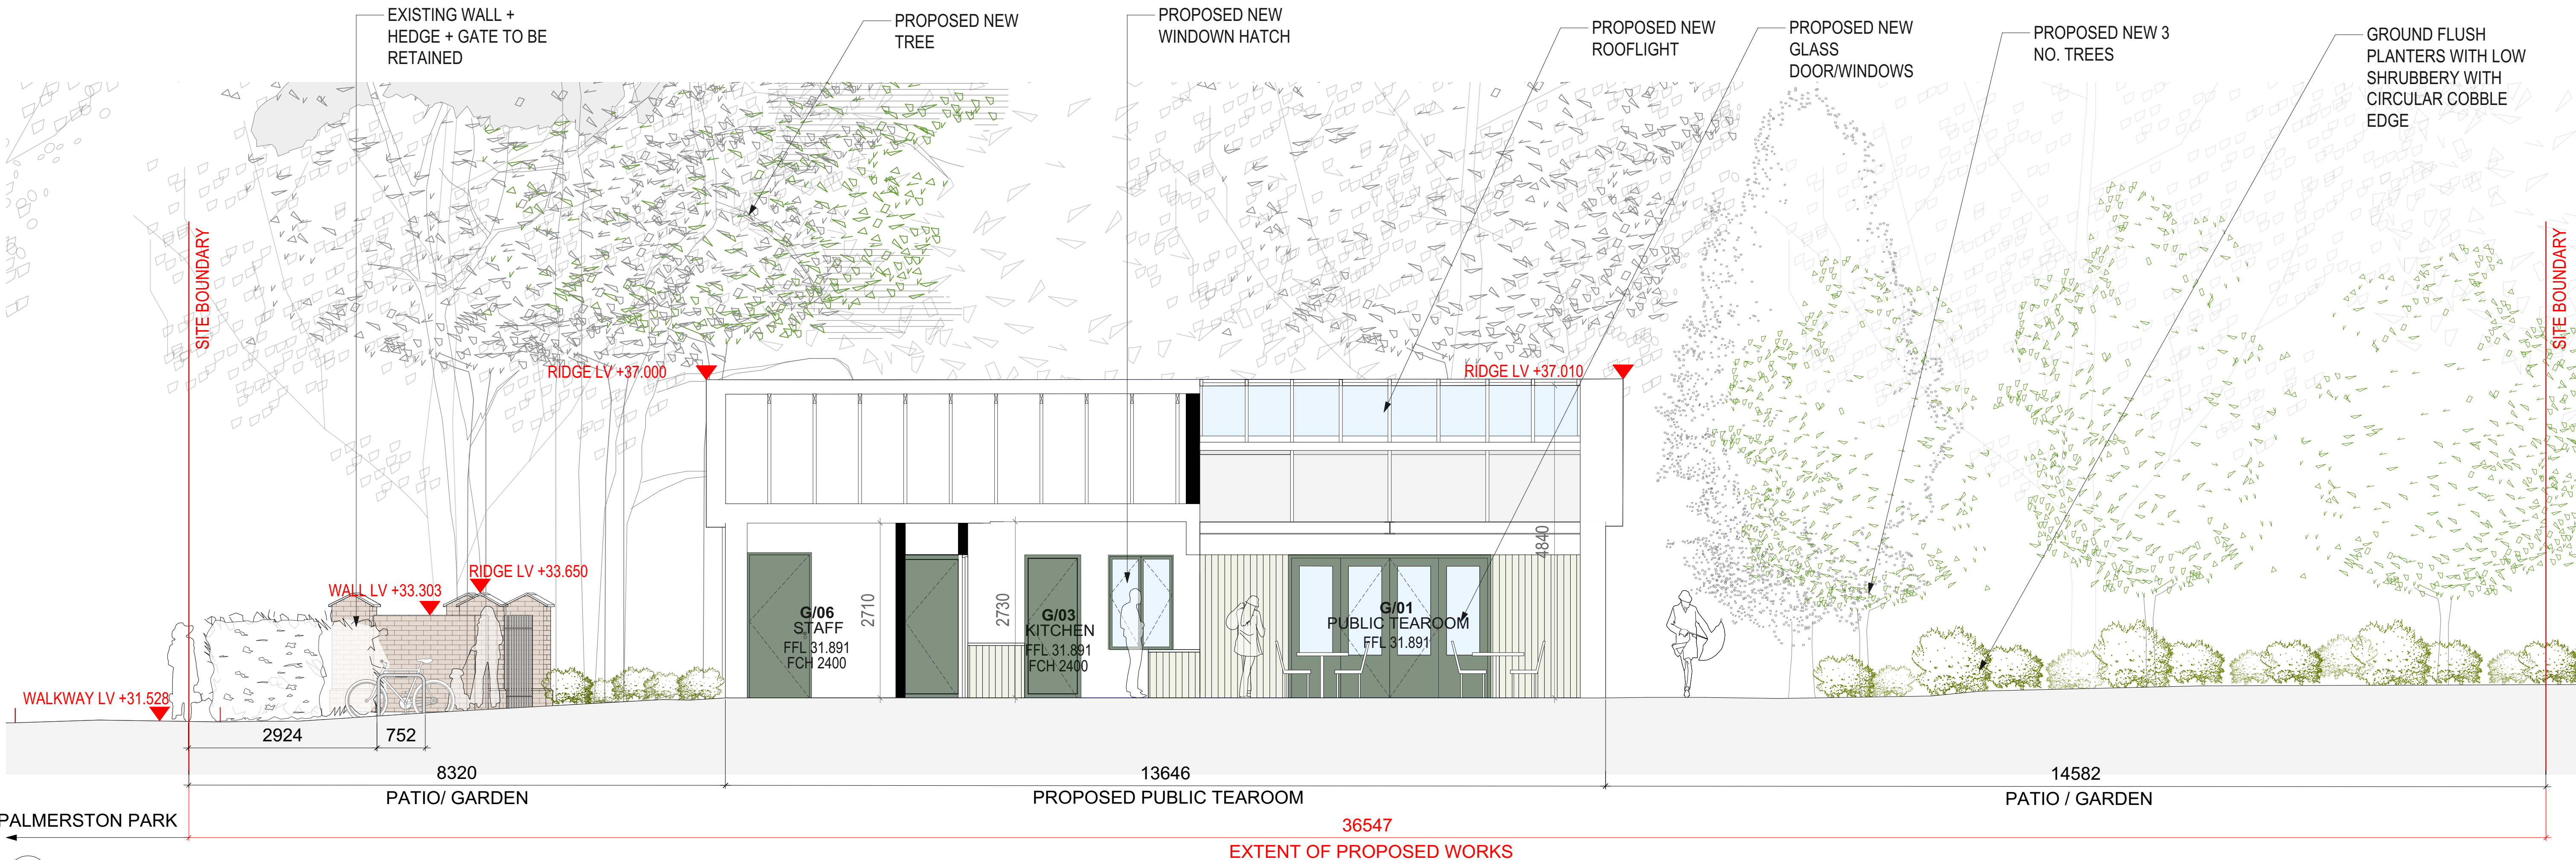 EXISTING WALL +
HEDGE + GATE TO BE
RETAINED
PROPOSED NEW
TREE
PROPOSED NEW
WINDOWN HATCH
PROPOSED NEW
ROOFLIGHT
PROPOSED NEW
GLASS
DOOR/WINDOWS
PROPOSED NEW 3
NO. TREES
GROUND FLUSH
PLANTERS WITH LOW
SHRUBBERY WITH
CIRCULAR COBBLE
EDGE
SITE BOUNDARY
SITE BOUNDARY
RIDGE LV +37.000
RIDGE LV +37.010
RIDGE LV +33.650
WALL LV +33.303
WALKWAY LV +31.528
G/06
STAFF
FFL 31.891
FCH 2400
2710
2730
G/03
KITCHEN
FFL 31.891
FCH 2400
G/01
PUBLIC TEAROOM
FFL 31.891
4840
2924
752
8320
PATIO/ GARDEN
13646
PROPOSED PUBLIC TEAROOM
14582
PATIO / GARDEN
PALMERSTON PARK
36547
EXTENT OF PROPOSED WORKS